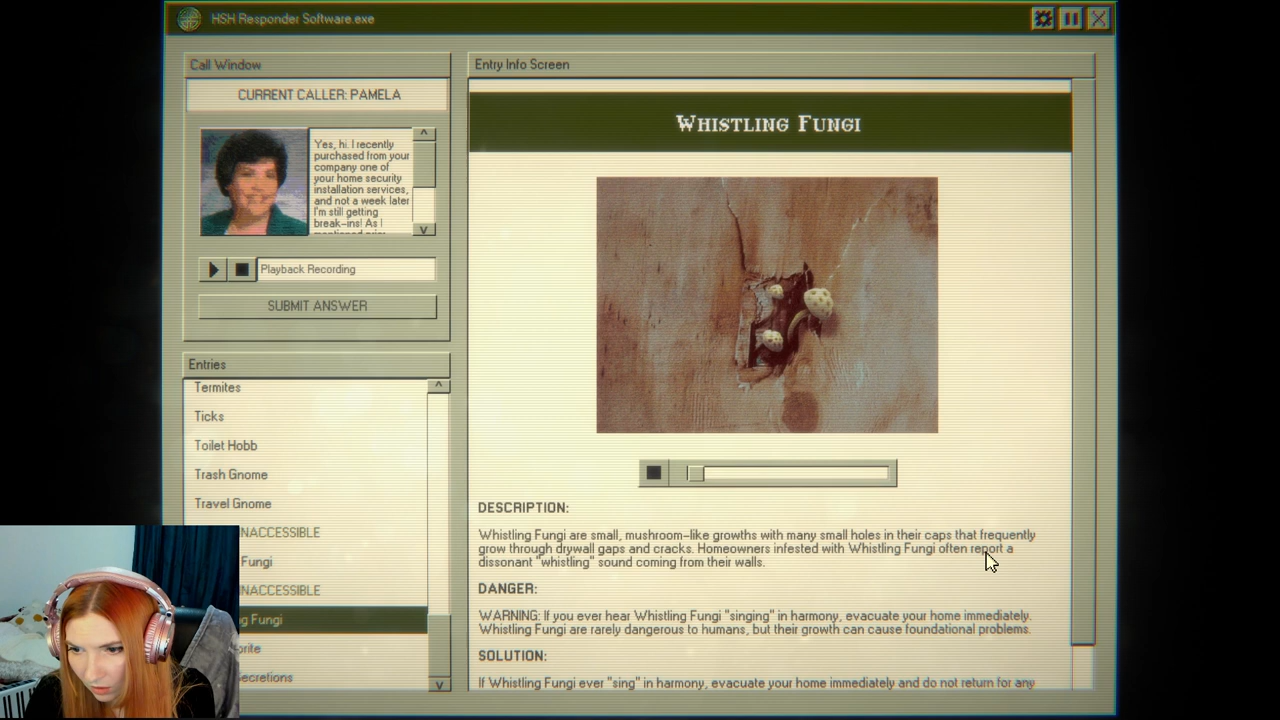 HSH Responder Software.exe
Call Window
CURRENT CALLER: PAMELA
Yes, hi. I recently
purchased from your
company one of
your home security
installation services,
and not a week later
I'm still getting
break-ins! As I
Playback Recording
SUBMIT ANSWER
Entries
Termites
Ticks
Toilet Hobb
Trash Gnome
Travel Gnome
NACCESSIBLE
Fungi
NACCESSIBLE
g Fungi
orite
ecretions
Entry Info Screen
WHISTLING FUNGI
DESCRIPTION:
Whistling Fungi are small, mushroom-like growths with many small holes in their caps that frequently
grow through drywall gaps and cracks. Homeowners infested with Whistling Fungi often report a
dissonant "whistling" sound coming from their walls.
DANGER:
WARNING: If you ever hear Whistling Fungi "singing" in harmony, evacuate your home immediately.
Whistling Fungi are rarely dangerous to humans, but their growth can cause foundational problems.
SOLUTION:
If Whistling Fungi ever "sing" in harmony, evacuate your home immediately and do not return for any